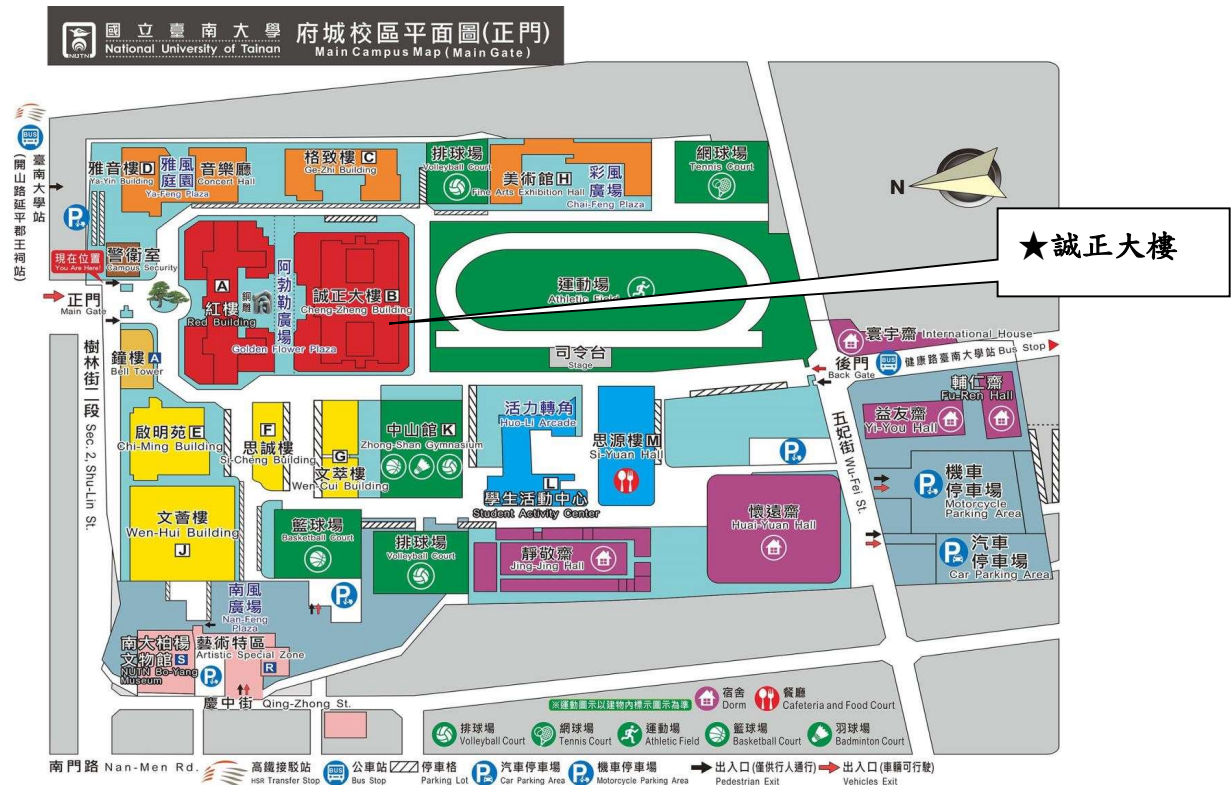 國立臺南大學
National University of Tainan
NUTN
府城校區平面圖(正門)
Main Campus Map (Main Gate)
BUS
臺南大學站
(開山路延平郡王祠站)
雅音樓 D
Ya-Yin Building
雅風庭園
Ya-Feng Plaza
音樂廳
Concert Hall
格致樓 C
Ge-Zhi Building
排球場
Volleyball Court
美術館 H
Fine Arts Exhibition Hall
彩風廣場
Chai-Feng Plaza
網球場
Tennis Court
N
★誠正大樓
警衛室
Campus Security
現在位置
You Are Here!
正門
Main Gate
A
紅樓
Red Building
銅雕
阿勃勒廣場
Golden Flower Plaza
誠正大樓 B
Cheng-Zheng Building
運動場
Athletic Field
司令台
Stage
寰宇齋 International House
後門
Back Gate
BUS
健康路臺南大學站 Bus Stop
樹林街二段 Sec. 2, Shu-Lin St.
鐘樓 A
Bell Tower
啟明苑 E
Chi-Ming Building
F
思誠樓
Si-Cheng Building
G
文萃樓
Wen-Cui Building
中山館 K
Zhong-Shan Gymnasium
活力轉角
Huo-Li Arcade
思源樓 M
Si-Yuan Hall
L
學生活動中心
Student Activity Center
P
五妃街 Wu-Fei St.
輔仁齋
Fu-Ren Hall
益友齋
Yi-You Hall
機車
停車場
Motorcycle
Parking Area
汽車
停車場
Car Parking Area
文薈樓
Wen-Hui Building
J
籃球場
Basketball Court
排球場
Volleyball Court
靜敬齋
Jing-Jing Hall
懷遠齋
Huai-Yuan Hall
南風
廣場
Nan-Feng
Plaza
南大柏楊
文物館 S
NUTN Bo-Yang
Museum
藝術特區
Artistic Special Zone
R
慶中街 Qing-Zhong St.
南門路 Nan-Men Rd.
※運動圖示以建物內標示圖示為準
宿舍
Dorm
餐廳
Cafeteria and Food Court
排球場
Volleyball Court
網球場
Tennis Court
運動場
Athletic Field
籃球場
Basketball Court
羽球場
Badminton Court
高鐵接駁站
HSR Transfer Stop
公車站
Bus Stop
停車格
Parking Lot
汽車停車場
Car Parking Area
機車停車場
Motorcycle Parking Area
出入口(僅供行人通行)
Pedestrian Exit
出入口(車輛可行駛)
Vehicles Exit